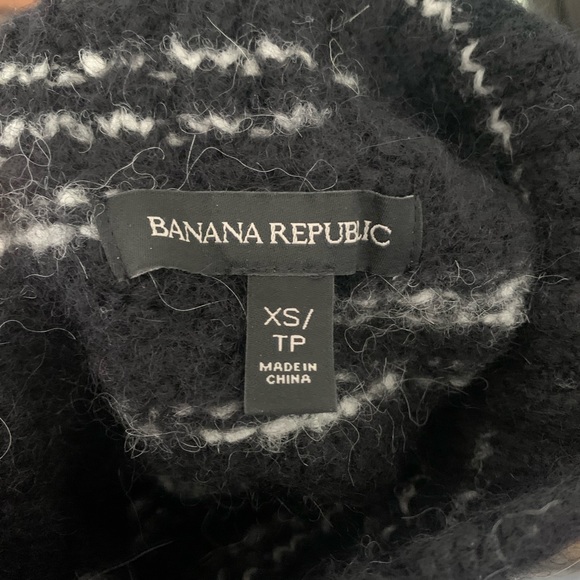 BANANA REPUBLIC
XS/
TP
MADE IN
CHINA